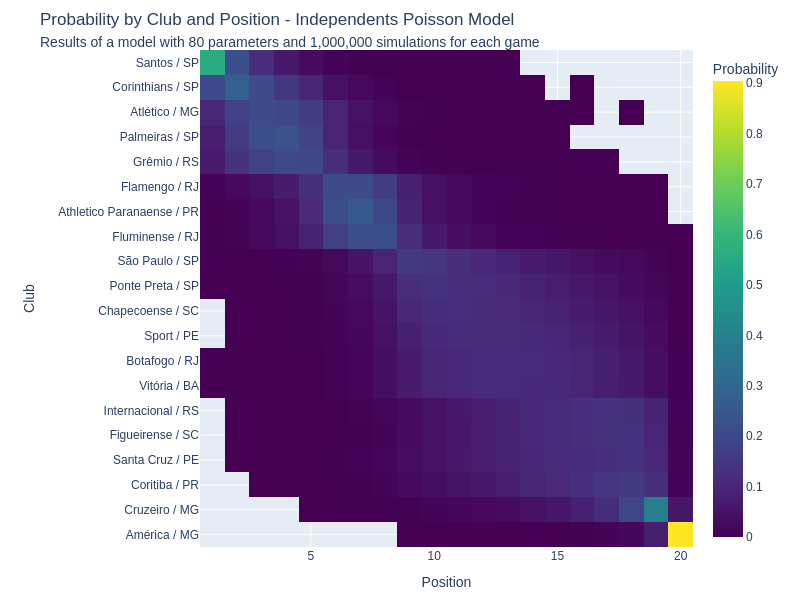 Probability by Club and Position - Independents Poisson Model
Results of a model with 80 parameters and 1,000,000 simulations for each game
Probability
Club
Santos / SP
Corinthians / SP
Atlético / MG
Palmeiras / SP
Grêmio / RS
Flamengo / RJ
Athletico Paranaense / PR
Fluminense / RJ
São Paulo / SP
Ponte Preta / SP
Chapecoense / SC
Sport / PE
Botafogo / RJ
Vitória / BA
Internacional / RS
Figueirense / SC
Santa Cruz / PE
Coritiba / PR
Cruzeiro / MG
América / MG
5 10 15 20
Position
0.9
0.8
0.7
0.6
0.5
0.4
0.3
0.2
0.1
0